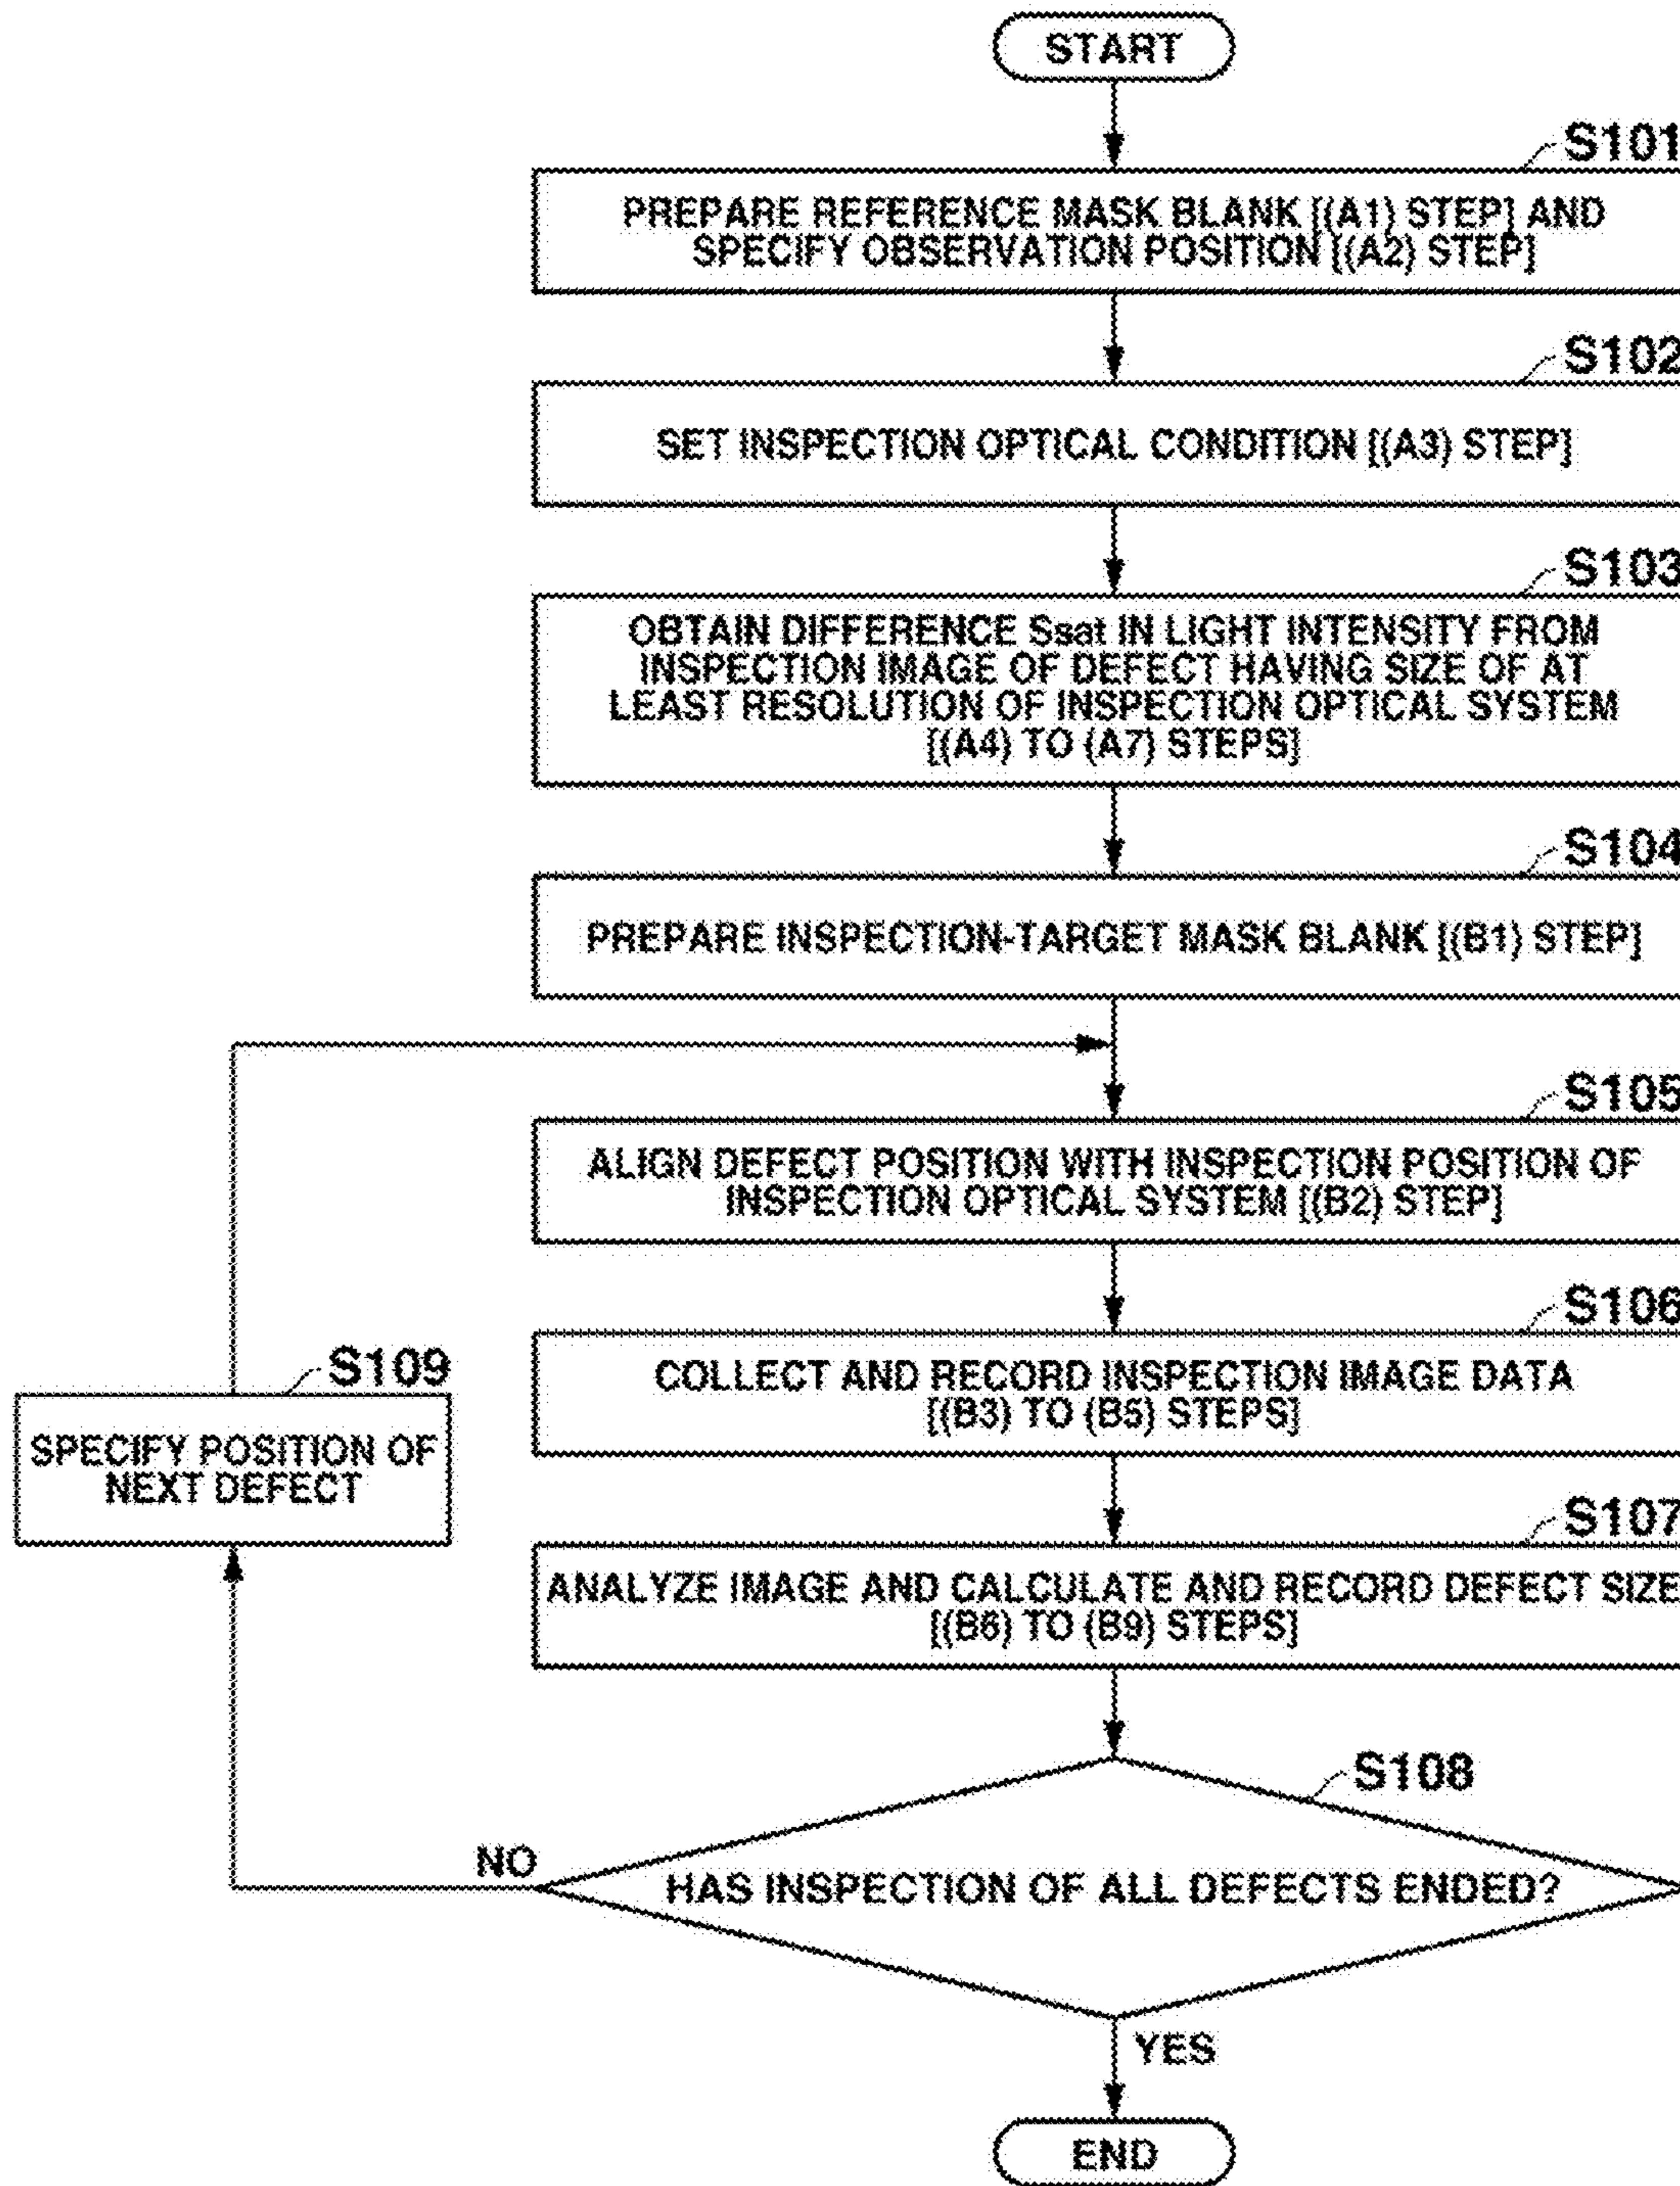 START
S101
PREPARE REFERENCE MASK BLANK [(A1) STEP] AND
SPECIFY OBSERVATION POSITION [(A2) STEP]
S102
SET INSPECTION OPTICAL CONDITION [(A3) STEP]
S103
OBTAIN DIFFERENCE Ssat IN LIGHT INTENSITY FROM
INSPECTION IMAGE OF DEFECT HAVING SIZE OF AT
LEAST RESOLUTION OF INSPECTION OPTICAL SYSTEM
[(A4) TO (A7) STEPS]
S104
PREPARE INSPECTION-TARGET MASK BLANK [(B1) STEP]
S105
ALIGN DEFECT POSITION WITH INSPECTION POSITION OF
INSPECTION OPTICAL SYSTEM [(B2) STEP]
S106
COLLECT AND RECORD INSPECTION IMAGE DATA
[(B3) TO (B5) STEPS]
S109
SPECIFY POSITION OF
NEXT DEFECT
S107
ANALYZE IMAGE AND CALCULATE AND RECORD DEFECT SIZE
[(B6) TO (B9) STEPS]
S108
NO
HAS INSPECTION OF ALL DEFECTS ENDED?
YES
END